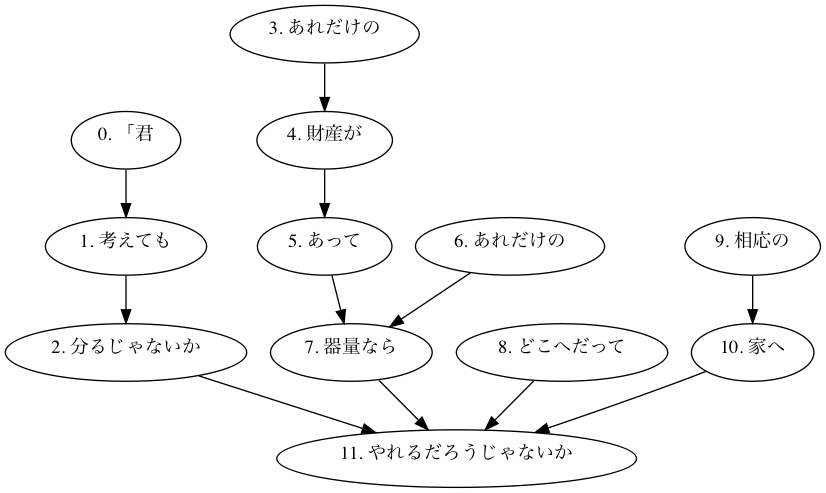 3. あれだけの
0. 「君
4. 財産が
1. 考えても
5. あって
6. あれだけの
9. 相応の
2. 分るじゃないか
7. 器量なら
8. どこへだって
10. 家へ
11. やれるだろうじゃないか